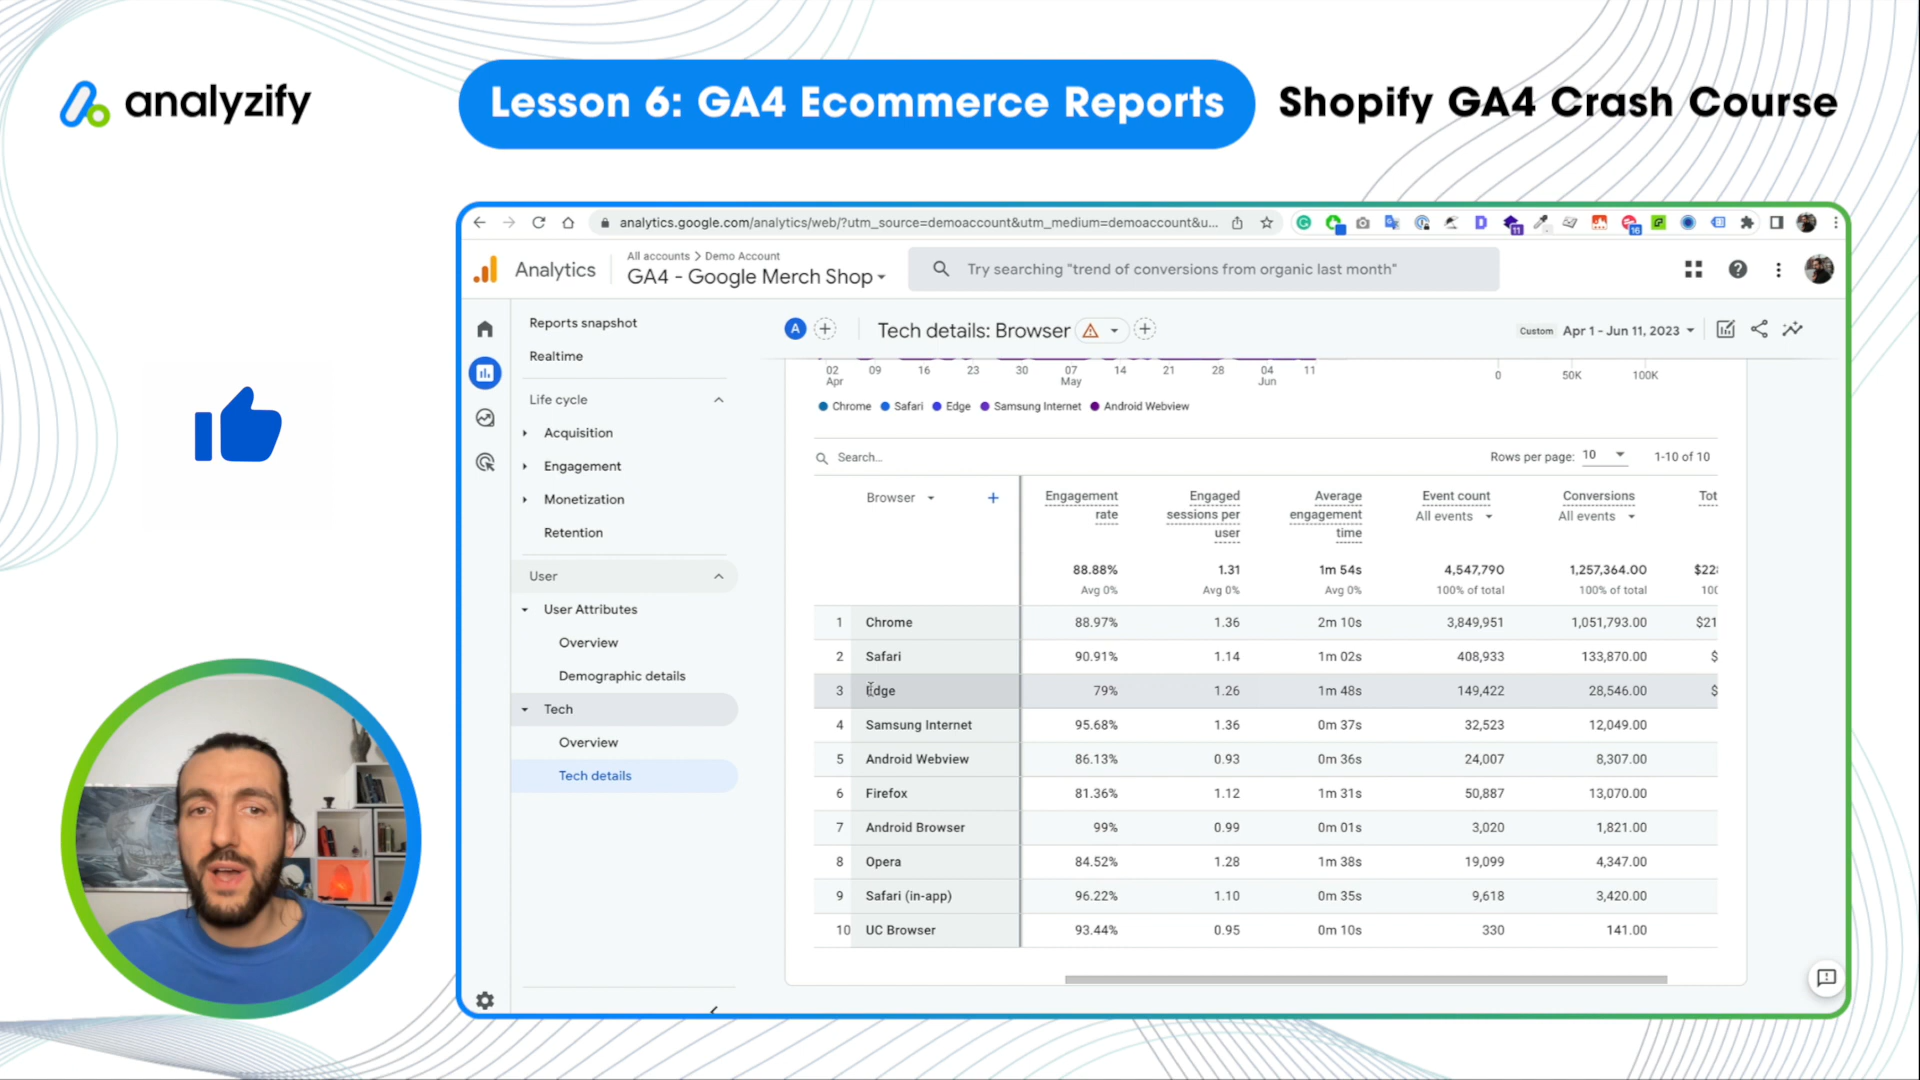 analyzify
Lesson 6: GA4 Ecommerce Reports
Shopify GA4 Crash Course
analytics.google.com/analytics/web/?utm_source=demoaccount&utm_medium=demoaccount&u...
11
16
Analytics
All accounts > Demo Account
GA4 - Google Merch Shop
Try searching "trend of conversions from organic last month"
Reports snapshot
Realtime
Life cycle
Acquisition
Engagement
Monetization
Retention
User
User Attributes
Overview
Demographic details
Tech
Overview
Tech details
A
Tech details: Browser
Custom Apr 1 - Jun 11, 2023
02 09 16 23 30 07 14 21 28 04 11
Apr May Jun
0 50K 100K
Chrome Safari Edge Samsung Internet Android Webview
Search...
Rows per page: 10 1-10 of 10
Browser
Engagement rate
Engaged sessions per user
Average engagement time
Event count
All events
Conversions
All events
Tot
88.88% 1.31 1m 54s 4,547,790 1,257,364.00
Avg 0% Avg 0% Avg 0% 100% of total 100% of total
1 Chrome 88.97% 1.36 2m 10s 3,849,951 1,051,793.00 $21
2 Safari 90.91% 1.14 1m 02s 408,933 133,870.00 $
3 Edge 79% 1.26 1m 48s 149,422 28,546.00 $
4 Samsung Internet 95.68% 1.36 0m 37s 32,523 12,049.00
5 Android Webview 86.13% 0.93 0m 36s 24,007 8,307.00
6 Firefox 81.36% 1.12 1m 31s 50,887 13,070.00
7 Android Browser 99% 0.99 0m 01s 3,020 1,821.00
8 Opera 84.52% 1.28 1m 38s 19,099 4,347.00
9 Safari (in-app) 96.22% 1.10 0m 35s 9,618 3,420.00
10 UC Browser 93.44% 0.95 0m 10s 330 141.00